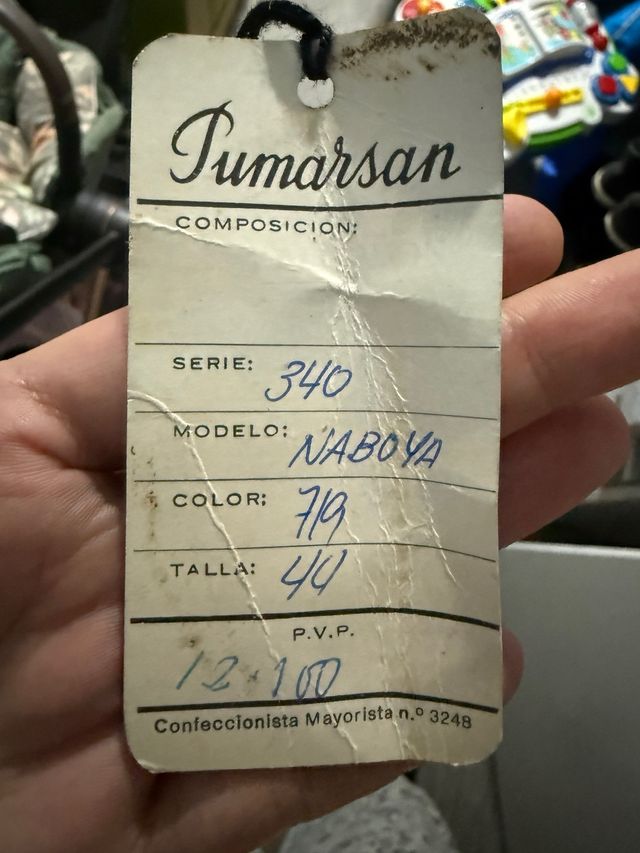 Pumarsan
COMPOSICION:
SERIE: 340
MODELO: NABOYA
COLOR: 719
TALLA: 44
P.V.P.
12.100
Confeccionista Mayorista n.º 3248